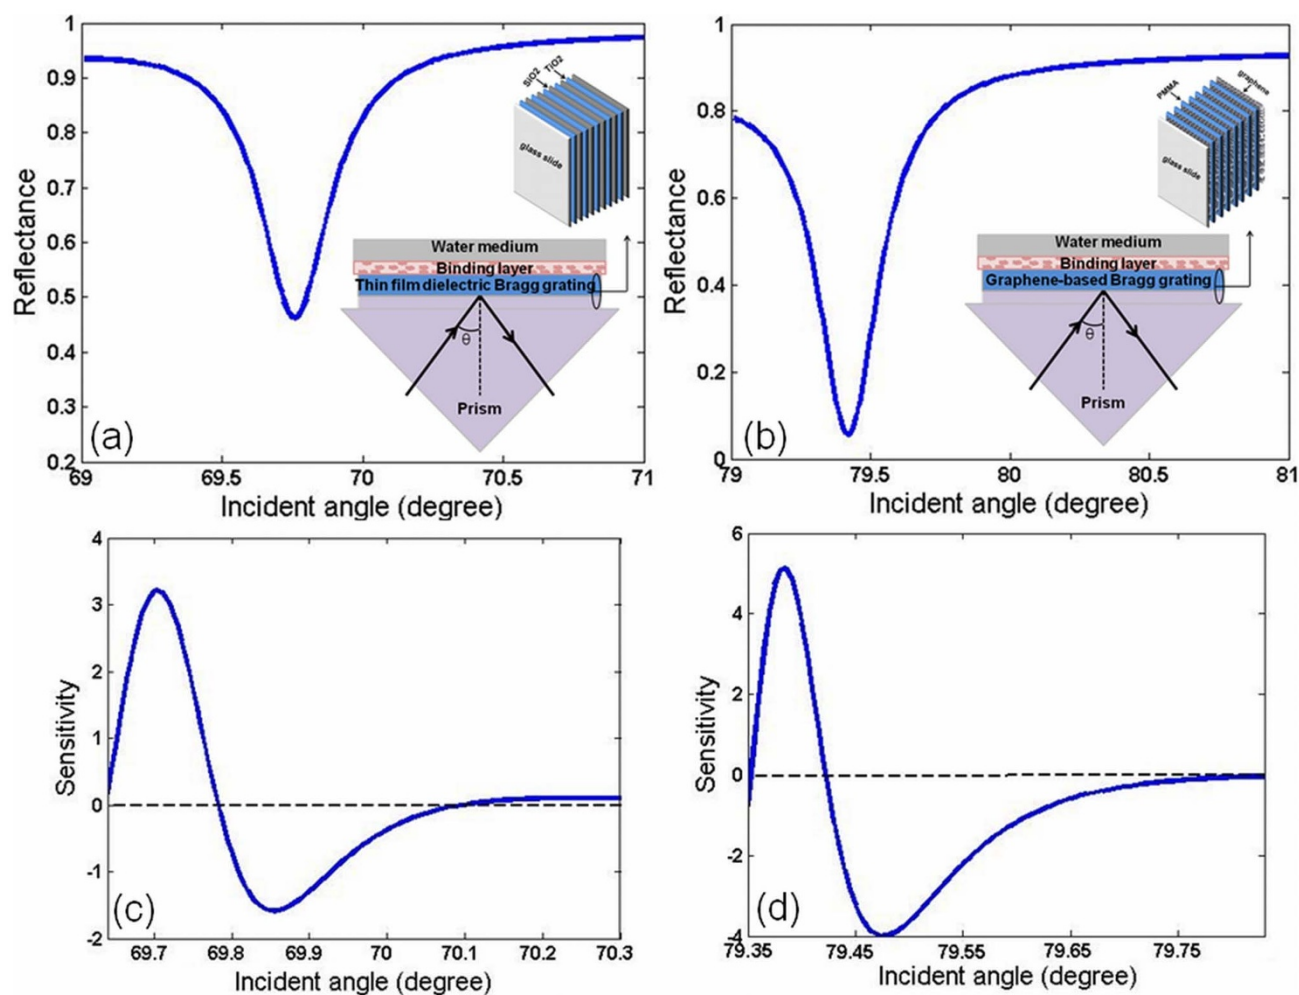 1
0.9
0.8
0.7
0.6
0.5
0.4
0.3
0.2
Reflectance
SiO2
TiO2
glass slide
Water medium
Binding layer
Thin film dielectric Bragg grating
θ
Prism
(a)
69
69.5
70
70.5
71
Incident angle (degree)
1
0.8
0.6
0.4
0.2
0
Reflectance
PMMA
graphene
glass slide
Water medium
Binding layer
Graphene-based Bragg grating
θ
Prism
(b)
79
79.5
80
80.5
81
Incident angle (degree)
4
3
2
1
0
-1
-2
Sensitivity
(c)
69.7
69.8
69.9
70
70.1
70.2
70.3
Incident angle (degree)
6
4
2
0
-2
-4
Sensitivity
(d)
79.35
79.45
79.55
79.65
79.75
Incident angle (degree)